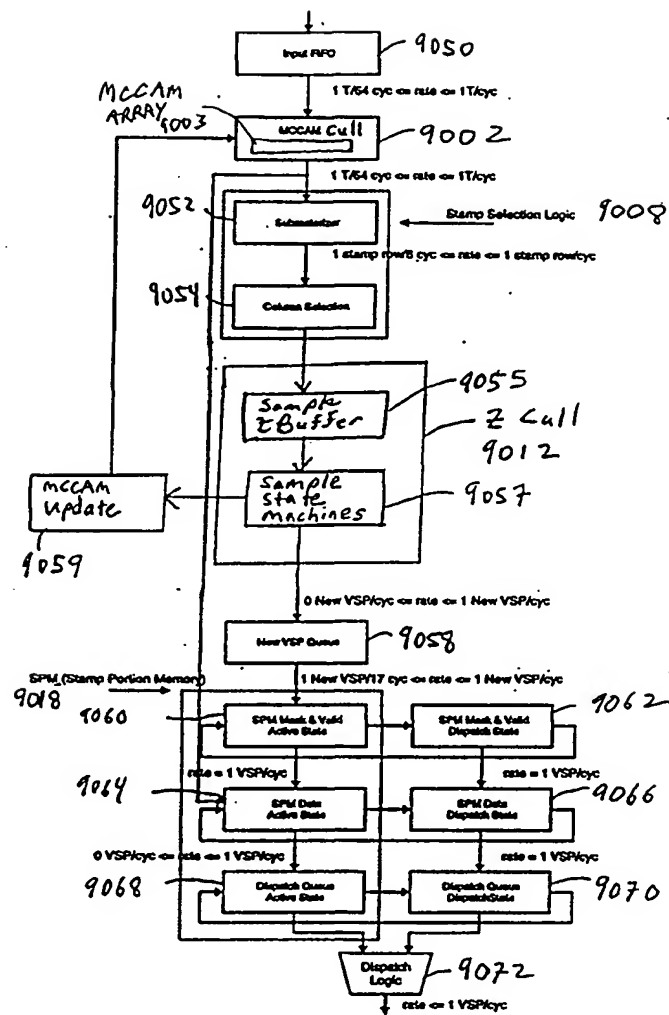 Input FIFO
9050
1 T/64 cyc <= rate <= 1T/cyc
MCCAM
ARRAY
9003
MCCAM Cull
9002
1 T/64 cyc <= rate <= 1T/cyc
9052
Subrasterizer
Stamp Selection Logic
9008
1 stamp row/8 cyc <= rate <= 1 stamp row/cyc
9054
Column Selection
9055
Sample
Z Buffer
Z Cull
9012
Sample
State
Machines
9057
MCCAM
Update
9059
0 New VSP/cyc <= rate <= 1 New VSP/cyc
New VSP Queue
9058
SPM (Stamp Portion Memory)
1 New VSP/17 cyc <= rate <= 1 New VSP/cyc
9018
9060
SPM Mask & Valid
Active State
SPM Mask & Valid
Dispatch State
9062
rate = 1 VSP/cyc
rate = 1 VSP/cyc
9064
SPM Data
Active State
SPM Data
Dispatch State
9066
0 VSP/cyc <= rate <= 1 VSP/cyc
rate = 1 VSP/cyc
9068
Dispatch Queue
Active State
Dispatch Queue
DispatchState
9070
Dispatch
Logic
9072
rate <= 1 VSP/cyc